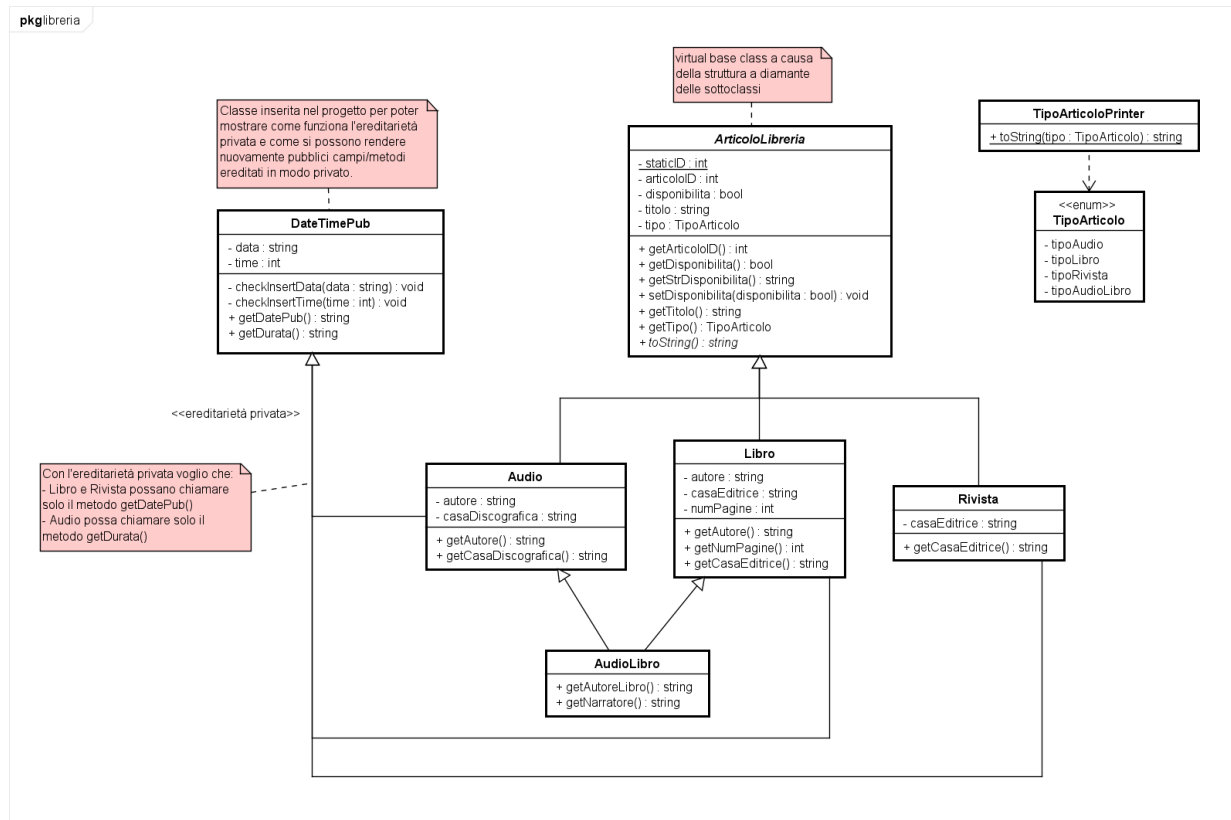 pkg libreria
virtual base class a causa
della struttura a diamante
delle sottoclassi
Classe inserita nel progetto per poter
mostrare come funziona l'ereditarietà
privata e come si possono rendere
nuovamente pubblici campi/metodi
ereditati in modo privato.
TipoArticoloPrinter
+ toString(tipo : TipoArticolo) : string
ArticoloLibreria
- staticID : int
- articoloID : int
- disponibilita : bool
- titolo : string
- tipo : TipoArticolo
+ getArticoloID() : int
+ getDisponibilita() : bool
+ getStrDisponibilita() : string
+ setDisponibilita(disponibilita : bool) : void
+ getTitolo() : string
+ getTipo() : TipoArticolo
+ toString() : string
<<enum>>
TipoArticolo
- tipoAudio
- tipoLibro
- tipoRivista
- tipoAudioLibro
DateTimePub
- data : string
- time : int
- checkInsertData(data : string) : void
- checkInsertTime(time : int) : void
+ getDatePub() : string
+ getDurata() : string
<<ereditarietà privata>>
Con l'ereditarietà privata voglio che:
- Libro e Rivista possano chiamare
solo il metodo getDatePub()
- Audio possa chiamare solo il
metodo getDurata()
Audio
- autore : string
- casaDiscografica : string
+ getAutore() : string
+ getCasaDiscografica() : string
Libro
- autore : string
- casaEditrice : string
- numPagine : int
+ getAutore() : string
+ getNumPagine() : int
+ getCasaEditrice() : string
Rivista
- casaEditrice : string
+ getCasaEditrice() : string
AudioLibro
+ getAutoreLibro() : string
+ getNarratore() : string